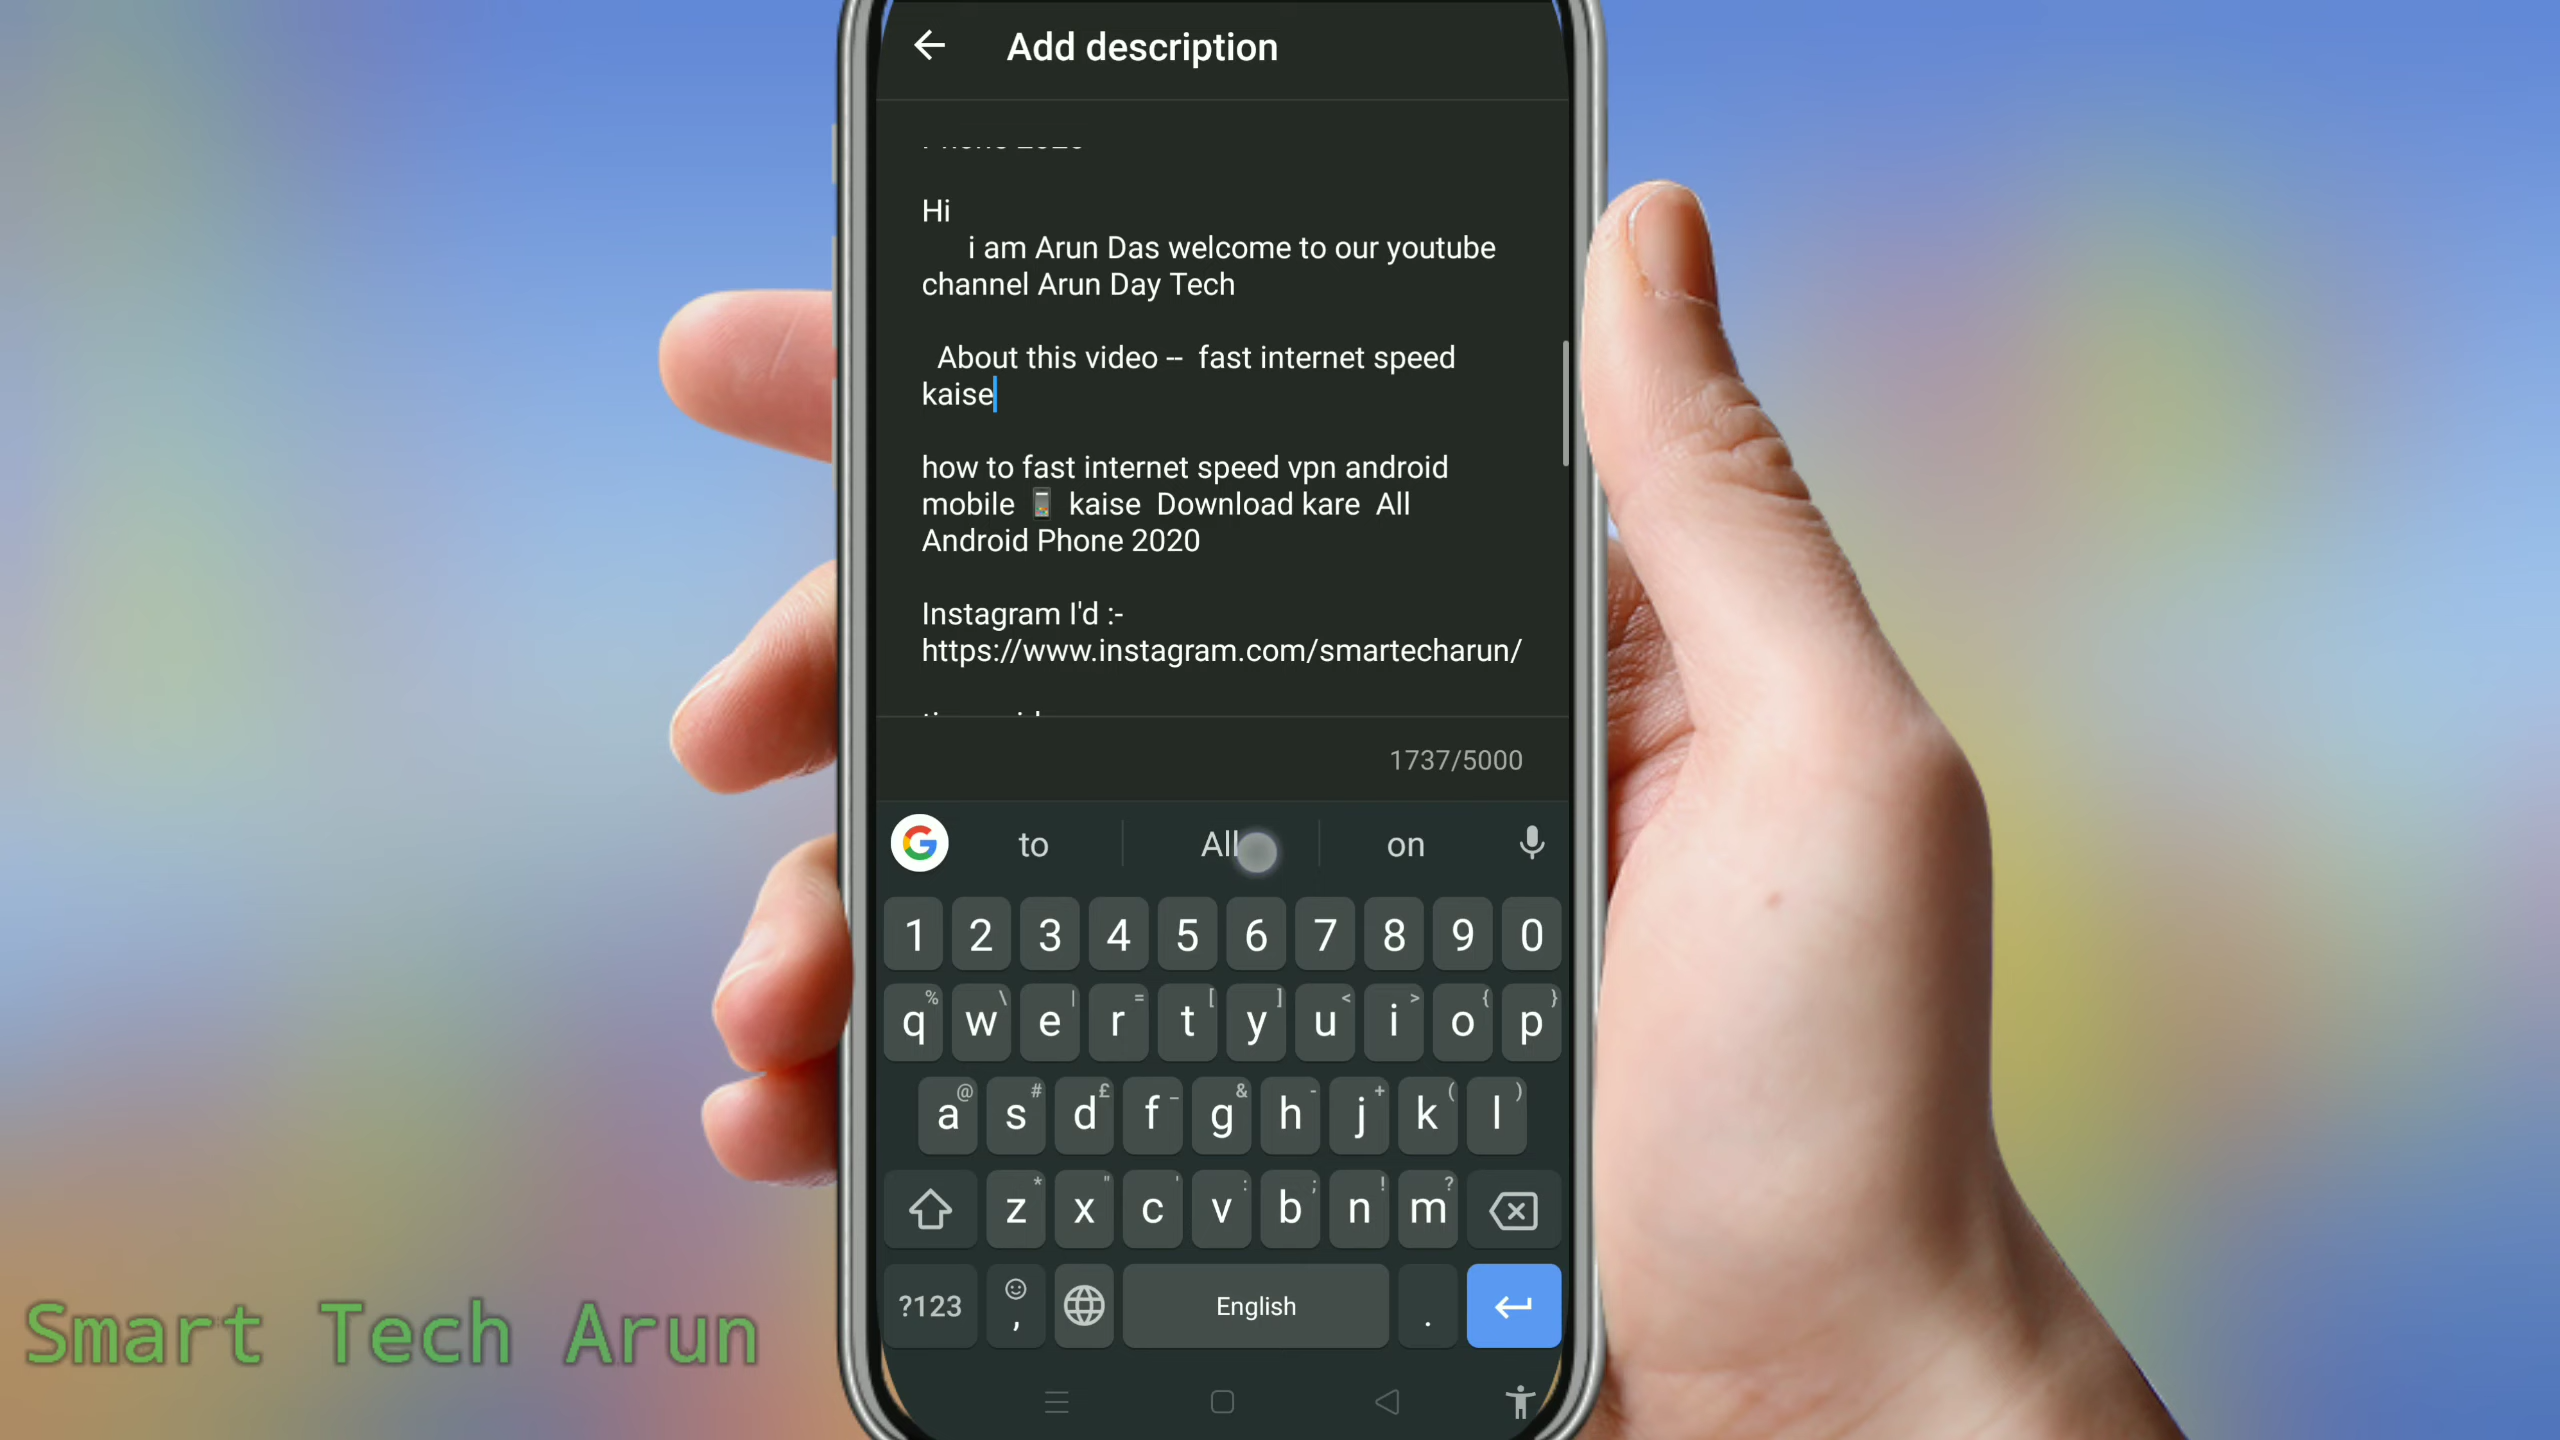 Add description
Hi
i am Arun Das welcome to our youtube
channel Arun Day Tech
About this video -- fast internet speed
kaise
how to fast internet speed vpn android
mobile 📱 kaise Download kare All
Android Phone 2020
Instagram I'd :-
https://www.instagram.com/smartecharun/
1737/5000
to All on
1 2 3 4 5 6 7 8 9 0
% \ | = [ ] < > { }
q w e r t y u i o p
@ # £ _ & - + ( )
a s d f g h j k l
* " ' : ; ! ?
z x c v b n m
?123 , English .
Smart Tech Arun